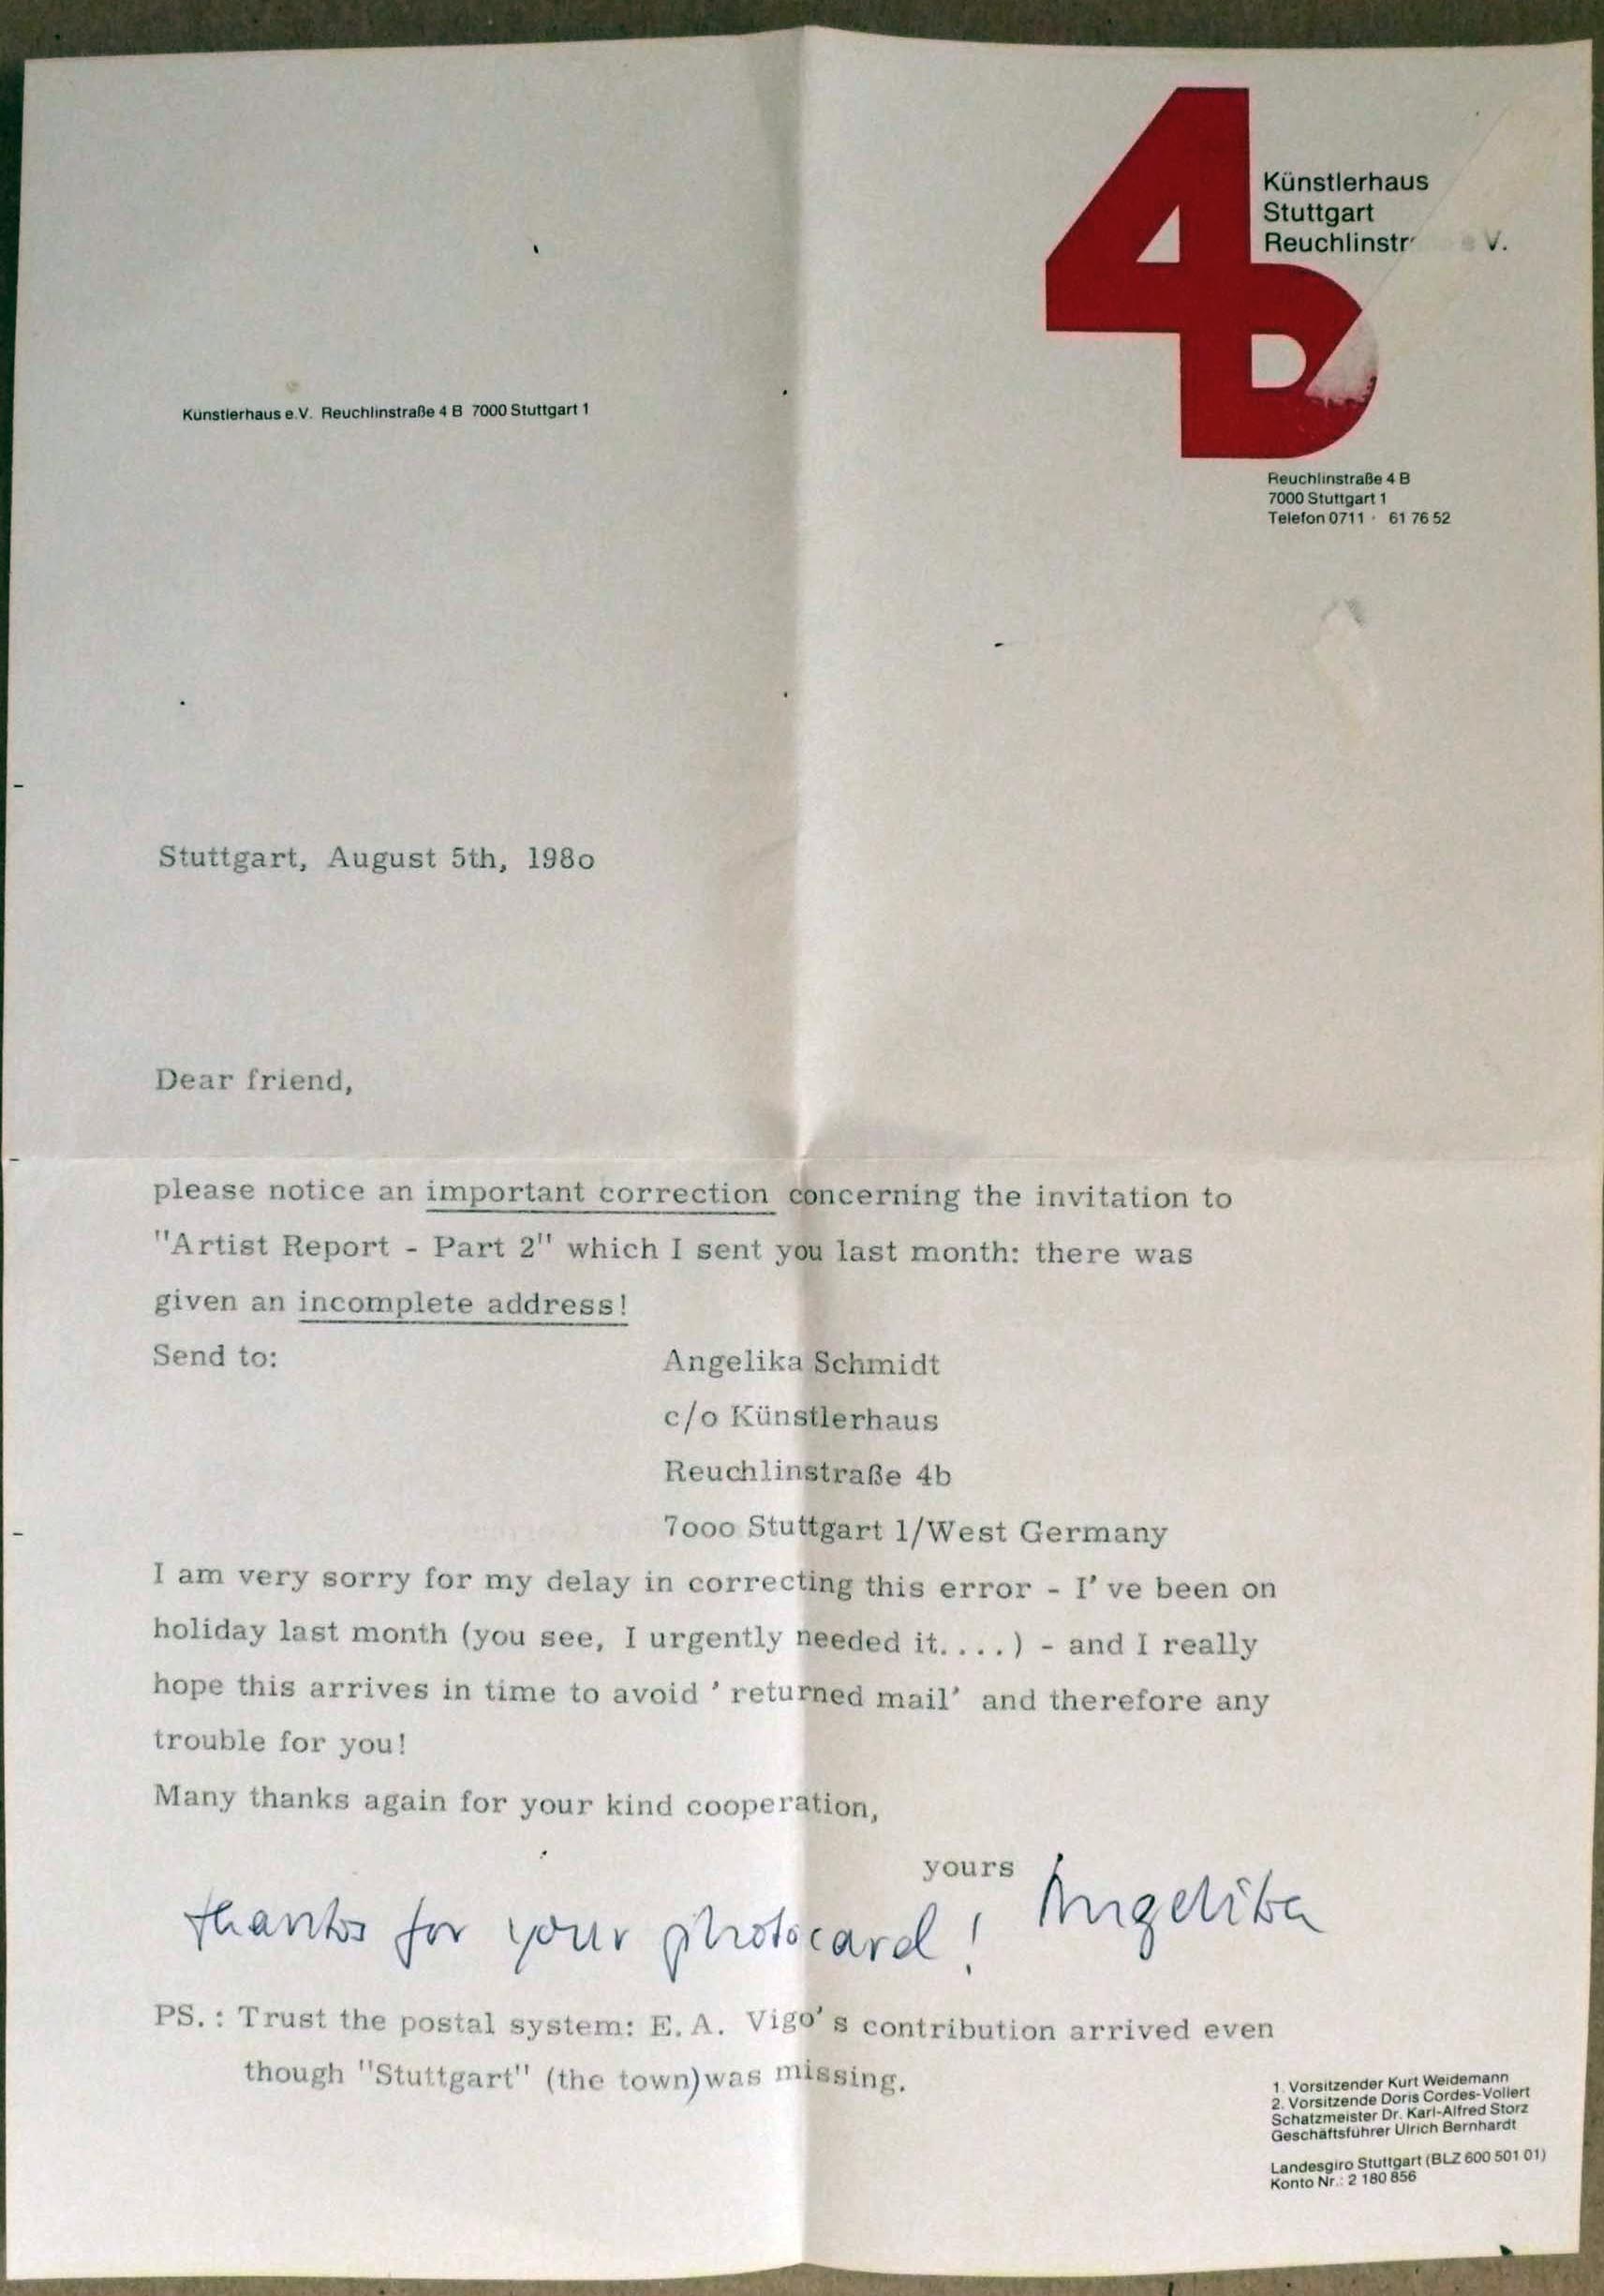 4b
Künstlerhaus
Stuttgart
Reuchlinstr V.
Künstlerhaus e.V. Reuchlinstraße 4 B 7000 Stuttgart 1
Reuchlinstraße 4 B
7000 Stuttgart 1
Telefon 0711 · 61 76 52
Stuttgart, August 5th, 198o
Dear friend,
please notice an important correction concerning the invitation to
"Artist Report - Part 2" which I sent you last month: there was
given an incomplete address!
Send to: Angelika Schmidt
c/o Künstlerhaus
Reuchlinstraße 4b
7ooo Stuttgart 1/West Germany
I am very sorry for my delay in correcting this error - I've been on
holiday last month (you see, I urgently needed it....) - and I really
hope this arrives in time to avoid 'returned mail' and therefore any
trouble for you!
Many thanks again for your kind cooperation,
yours Angelika
thanks for your photocard!
PS.: Trust the postal system: E.A. Vigo's contribution arrived even
though "Stuttgart" (the town)was missing.
1. Vorsitzender Kurt Weidemann
2. Vorsitzende Doris Cordes-Vollert
Schatzmeister Dr. Karl-Alfred Storz
Geschäftsführer Ulrich Bernhardt
Landesgiro Stuttgart (BLZ 600 501 01)
Konto Nr.: 2 180 856